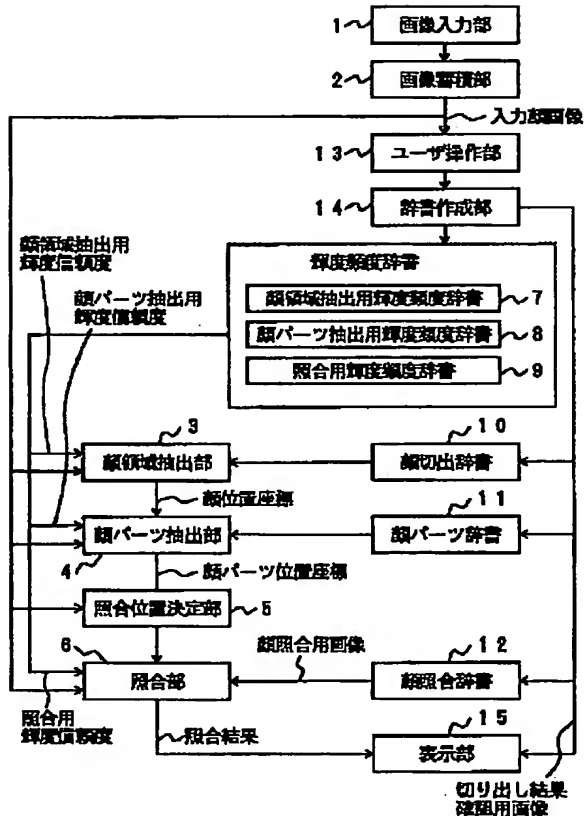 1 画像入力部
2 画像蓄積部
入力顔画像
13 ユーザ操作部
14 辞書作成部
顔領域抽出用
輝度信頼度
顔パーツ抽出用
輝度信頼度
輝度頻度辞書
顔領域抽出用輝度頻度辞書 7
顔パーツ抽出用輝度頻度辞書 8
照合用輝度頻度辞書 9
3
顔領域抽出部
10
顔切出辞書
顔位置座標
顔パーツ抽出部
4
11
顔パーツ辞書
顔パーツ位置座標
照合位置決定部 5
6
照合部
顔照合用画像
12
顔照合辞書
照合用
輝度信頼度
照合結果
15
表示部
切り出し結果
確認用画像